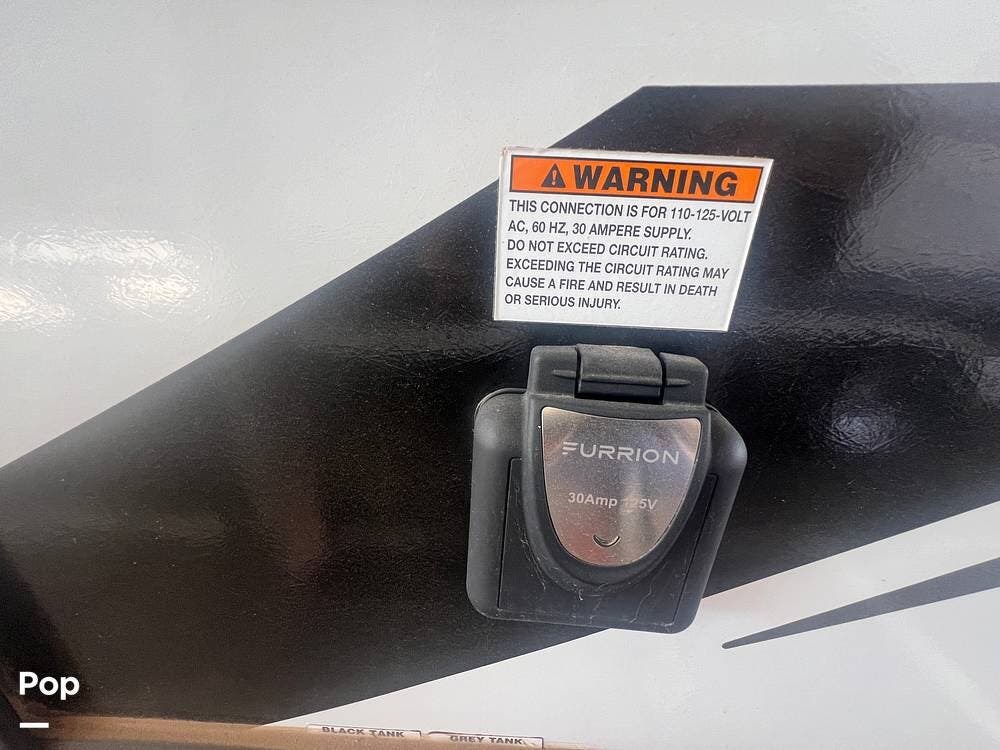 WARNING
THIS CONNECTION IS FOR 110-125-VOLT
AC, 60 HZ, 30 AMPERE SUPPLY.
DO NOT EXCEED CIRCUIT RATING.
EXCEEDING THE CIRCUIT RATING MAY
CAUSE A FIRE AND RESULT IN DEATH
OR SERIOUS INJURY.
FURRION
30Amp 125V
Pop
BLACK TANK
GREY TANK